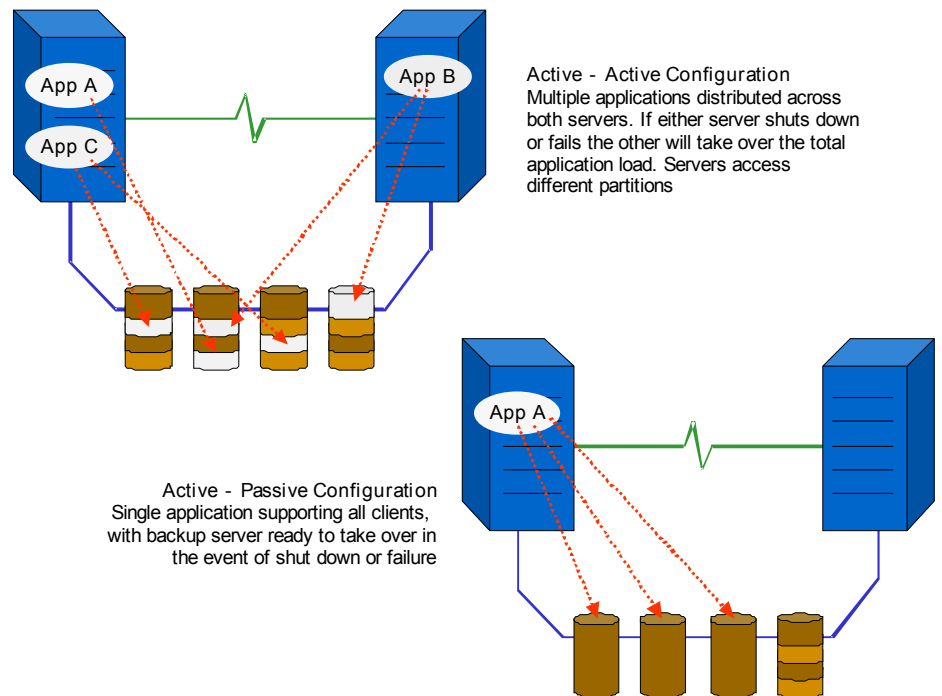 App A
App B
App C
Active - Active Configuration
Multiple applications distributed across
both servers. If either server shuts down
or fails the other will take over the total
application load. Servers access
different partitions
App A
Active - Passive Configuration
Single application supporting all clients,
with backup server ready to take over in
the event of shut down or failure